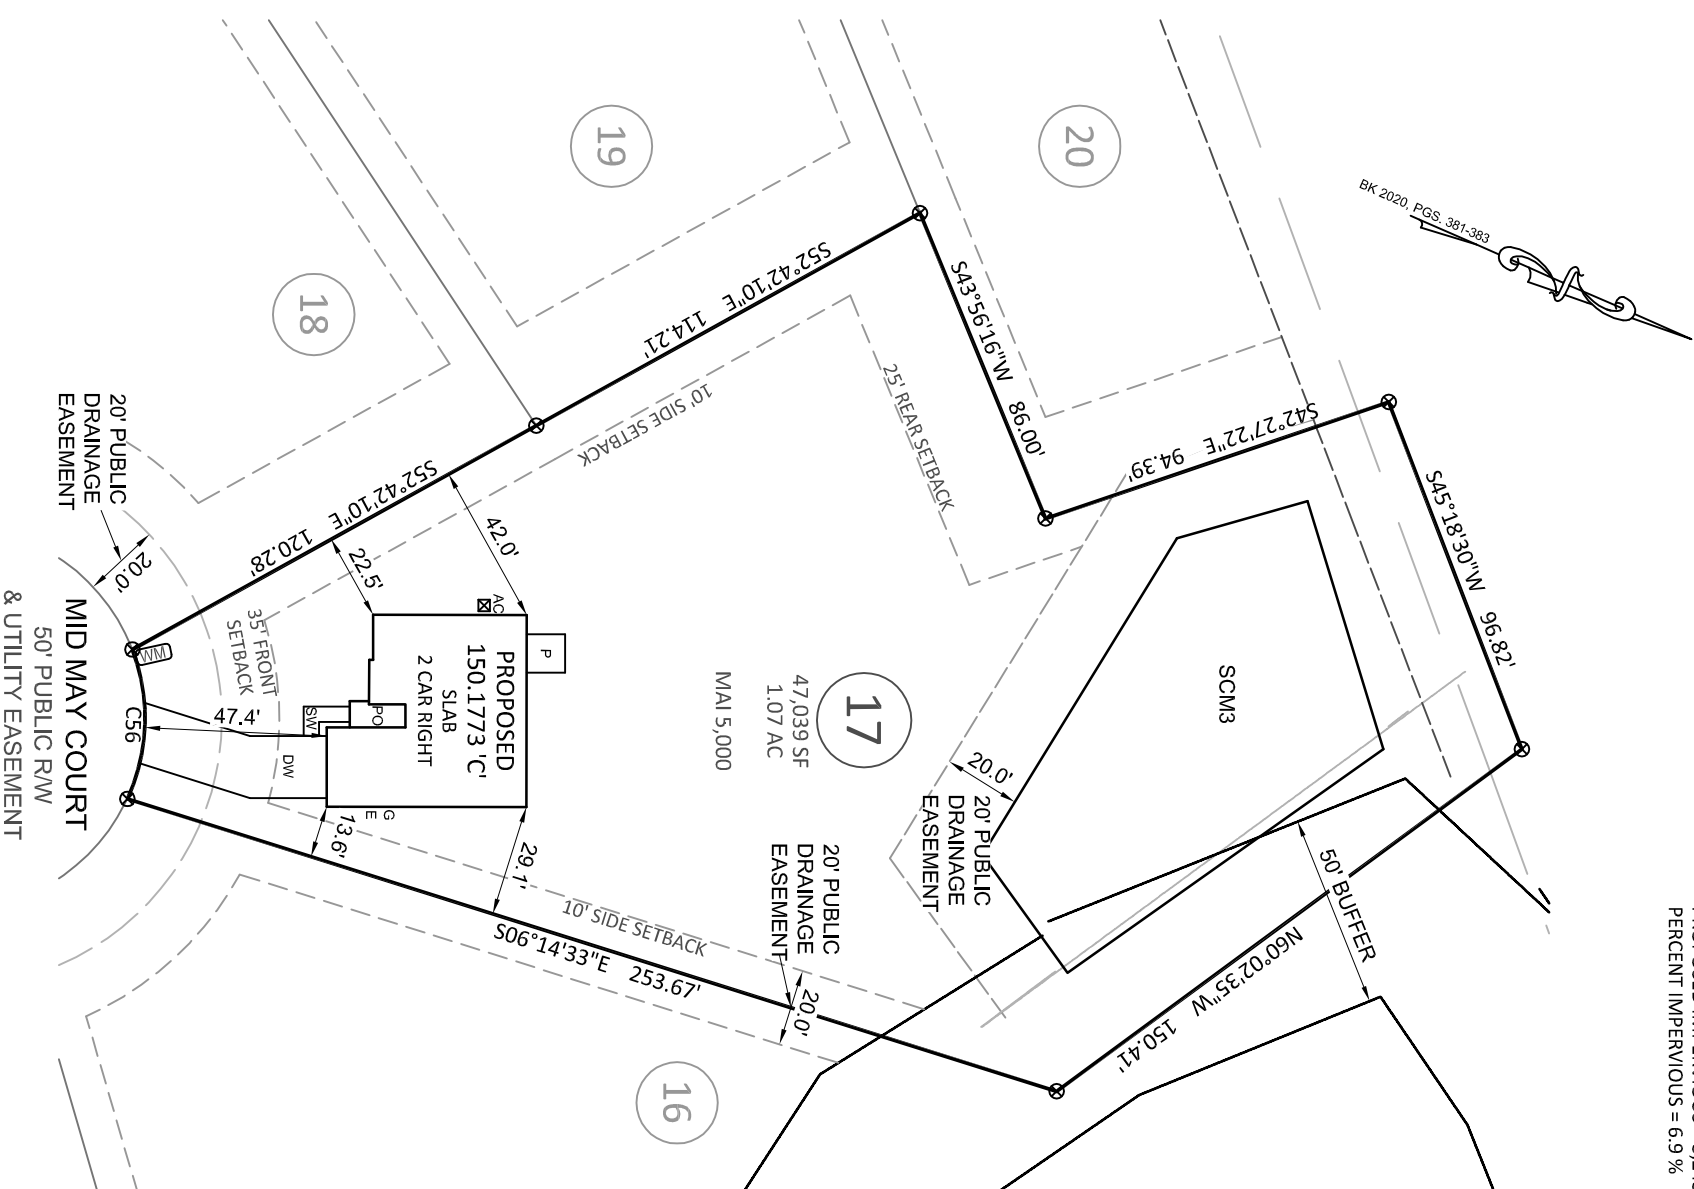 BK 2020, PGS. 381-383
20
19
18
S52°42'10"E 114.21'
S43°56'16"W 86.00'
S42°27'22"E 94.39'
S45°18'30"W 96.82'
10' SIDE SETBACK
25' REAR SETBACK
S52°42'10"E 120.28'
20' PUBLIC
DRAINAGE
EASEMENT
20.0'
42.0'
22.5'
MID MAY COURT
50' PUBLIC R/W
& UTILITY EASEMENT
WM
35' FRONT
SETBACK
C56
47.4'
AC
P
PROPOSED
150.1773 'C'
SLAB
2 CAR RIGHT
PO
SW
DW
G
E
13.6'
29.1'
17
47,039 SF
1.07 AC
MAI 5,000
SCM3
20.0'
20' PUBLIC
DRAINAGE
EASEMENT
20' PUBLIC
DRAINAGE
EASEMENT
20.0'
10' SIDE SETBACK
S06°14'33"E 253.67'
50' BUFFER
N60°02'35"W 150.41'
16
PERCENT IMPERVIOUS = 6.9 %